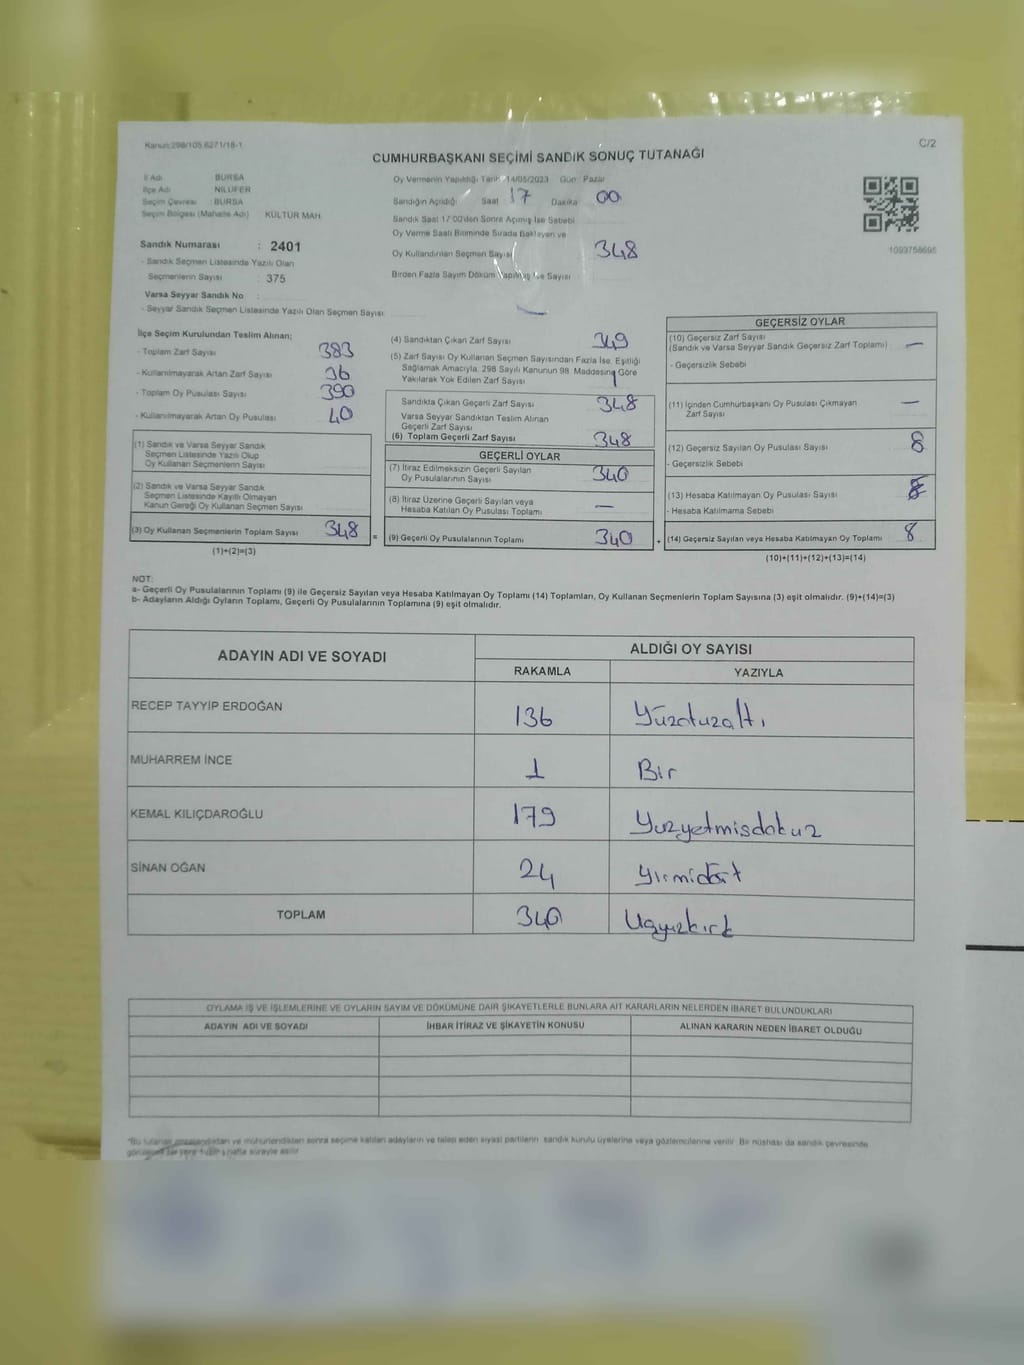 Kanun:298/105,6271/18-1
C/2
CUMHURBAŞKANI SEÇİMİ SANDIK SONUÇ TUTANAĞI
İl Adı BURSA
İlçe Adı NİLÜFER
Seçim Çevresi :BURSA
Seçim Bölgesi (Mahalle Adı) KÜLTÜR MAH.
Sandık Numarası : 2401
- Sandık Seçmen Listesinde Yazılı Olan
Seçmenlerin Sayısı : 375
Varsa Seyyar Sandık No :
- Seyyar Sandık Seçmen Listesinde Yazılı Olan Seçmen Sayısı
Oy Vermenin Yapıldığı Tarih 14/05/2023 Gün Pazar
Sandığın Açıldığı Saat 17 Dakika 00
Sandık Saat 17:00'den Sonra Açılmış İse Sebebi
Oy Verme Saati Bitiminde Sırada Bekleyen ve
Oy Kullandırılan Seçmen Sayısı 348
Birden Fazla Sayım Döküm Yapılmış İse Sayısı
1093758695
İlçe Seçim Kurulundan Teslim Alınan;
- Toplam Zarf Sayısı 383
- Kullanılmayarak Artan Zarf Sayısı 36
- Toplam Oy Pusulası Sayısı 390
- Kullanılmayarak Artan Oy Pusulası 40
(1) Sandık ve Varsa Seyyar Sandık
Seçmen Listesinde Yazılı Olup
Oy Kullanan Seçmenlerin Sayısı
(2) Sandık ve Varsa Seyyar Sandık
Seçmen Listesinde Kayıtlı Olmayan
Kanun Gereği Oy Kullanan Seçmen Sayısı
(3) Oy Kullanan Seçmenlerin Toplam Sayısı 348 =
(1)+(2)=(3)
(4) Sandıktan Çıkan Zarf Sayısı 349
(5) Zarf Sayısı Oy Kullanan Seçmen Sayısından Fazla İse, Eşitliği
Sağlamak Amacıyla, 298 Sayılı Kanunun 98. Maddesine Göre
Yakılarak Yok Edilen Zarf Sayısı 1
Sandıkta Çıkan Geçerli Zarf Sayısı 348
Varsa Seyyar Sandıktan Teslim Alınan
Geçerli Zarf Sayısı
(6) Toplam Geçerli Zarf Sayısı 348
GEÇERLİ OYLAR
(7) İtiraz Edilmeksizin Geçerli Sayılan
Oy Pusulalarının Sayısı 340
(8) İtiraz Üzerine Geçerli Sayılan veya
Hesaba Katılan Oy Pusulası Toplamı —
(9) Geçerli Oy Pusulalarının Toplamı 340 +
GEÇERSİZ OYLAR
(10) Geçersiz Zarf Sayısı
(Sandık ve Varsa Seyyar Sandık Geçersiz Zarf Toplamı) —
- Geçersizlik Sebebi
(11) İçinden Cumhurbaşkanı Oy Pusulası Çıkmayan
Zarf Sayısı —
(12) Geçersiz Sayılan Oy Pusulası Sayısı 8
- Geçersizlik Sebebi
(13) Hesaba Katılmayan Oy Pusulası Sayısı
- Hesaba Katılmama Sebebi
(14) Geçersiz Sayılan veya Hesaba Katılmayan Oy Toplamı 8
(10)+(11)+(12)+(13)=(14)
NOT:
a- Geçerli Oy Pusulalarının Toplamı (9) ile Geçersiz Sayılan veya Hesaba Katılmayan Oy Toplamı (14) Toplamları, Oy Kullanan Seçmenlerin Toplam Sayısına (3) eşit olmalıdır. (9)+(14)=(3)
b- Adayların Aldığı Oyların Toplamı, Geçerli Oy Pusulalarının Toplamına (9) eşit olmalıdır.
ADAYIN ADI VE SOYADI ALDIĞI OY SAYISI
RAKAMLA YAZIYLA
RECEP TAYYİP ERDOĞAN 136 Yüzotuzaltı
MUHARREM İNCE 1 Bir
KEMAL KILIÇDAROĞLU 179 Yüzyetmişdokuz
SİNAN OĞAN 24 Yirmidört
TOPLAM 340 Üçyüzkırk
OYLAMA İŞ VE İŞLEMLERİNE VE OYLARIN SAYIM VE DÖKÜMÜNE DAİR ŞİKAYETLERLE BUNLARA AİT KARARLARIN NELERDEN İBARET BULUNDUKLARI
ADAYIN ADI VE SOYADI İHBAR İTİRAZ VE ŞİKAYETİN KONUSU ALINAN KARARIN NEDEN İBARET OLDUĞU
*Bu tutanak imzalandıktan ve mühürlendikten sonra seçime katılan adayların ve talep eden siyasi partilerin sandık kurulu üyelerine veya gözlemcilerine verilir. Bir nüshası da sandık çevresinde